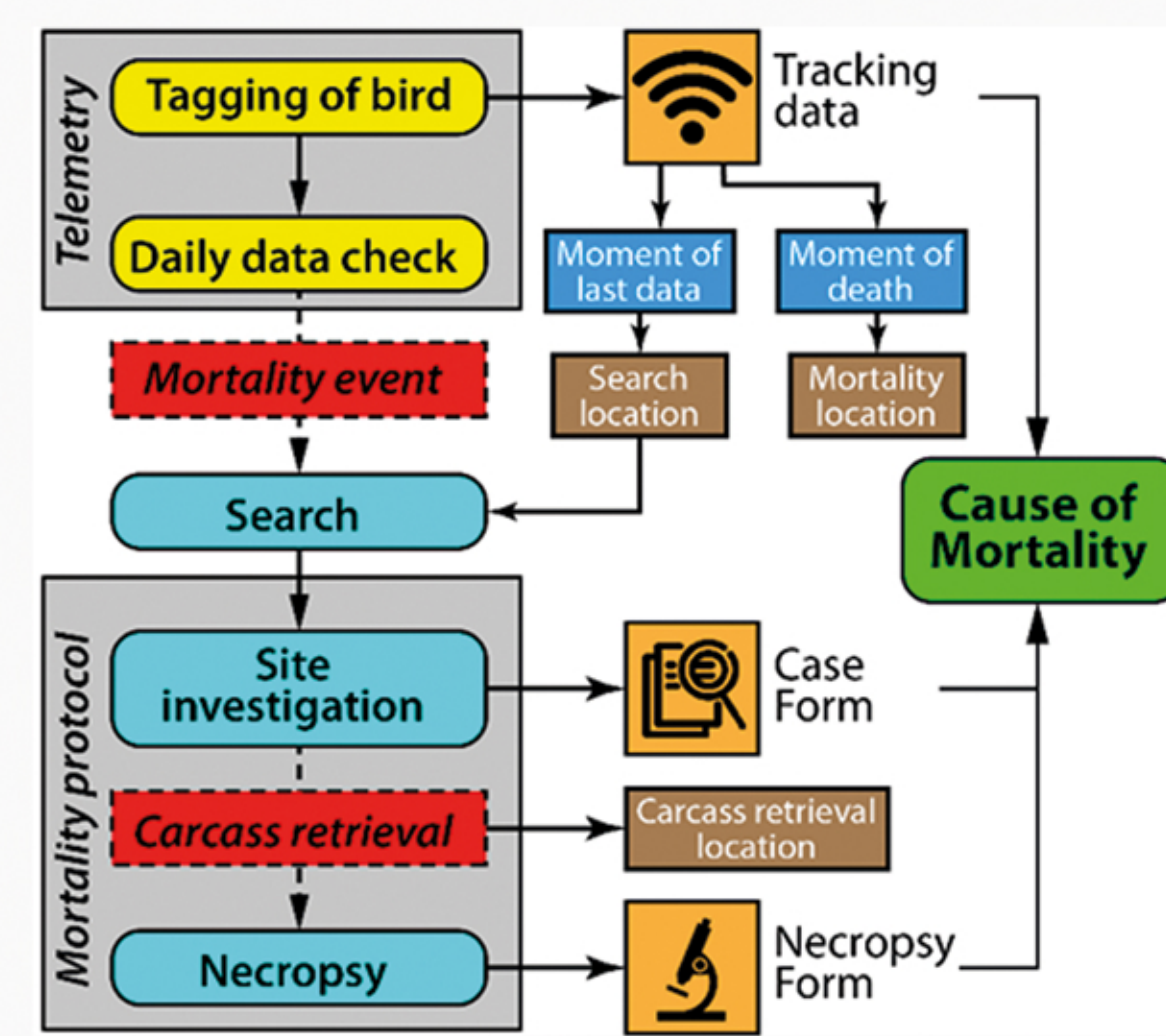 Telemetry
Tagging of bird
Tracking
data
Daily data check
Moment of
last data
Moment of
death
Mortality event
Search
location
Mortality
location
Search
Cause of
Mortality
Mortality protocol
Site
investigation
Case
Form
Carcass retrieval
Carcass retrieval
location
Necropsy
Necropsy
Form